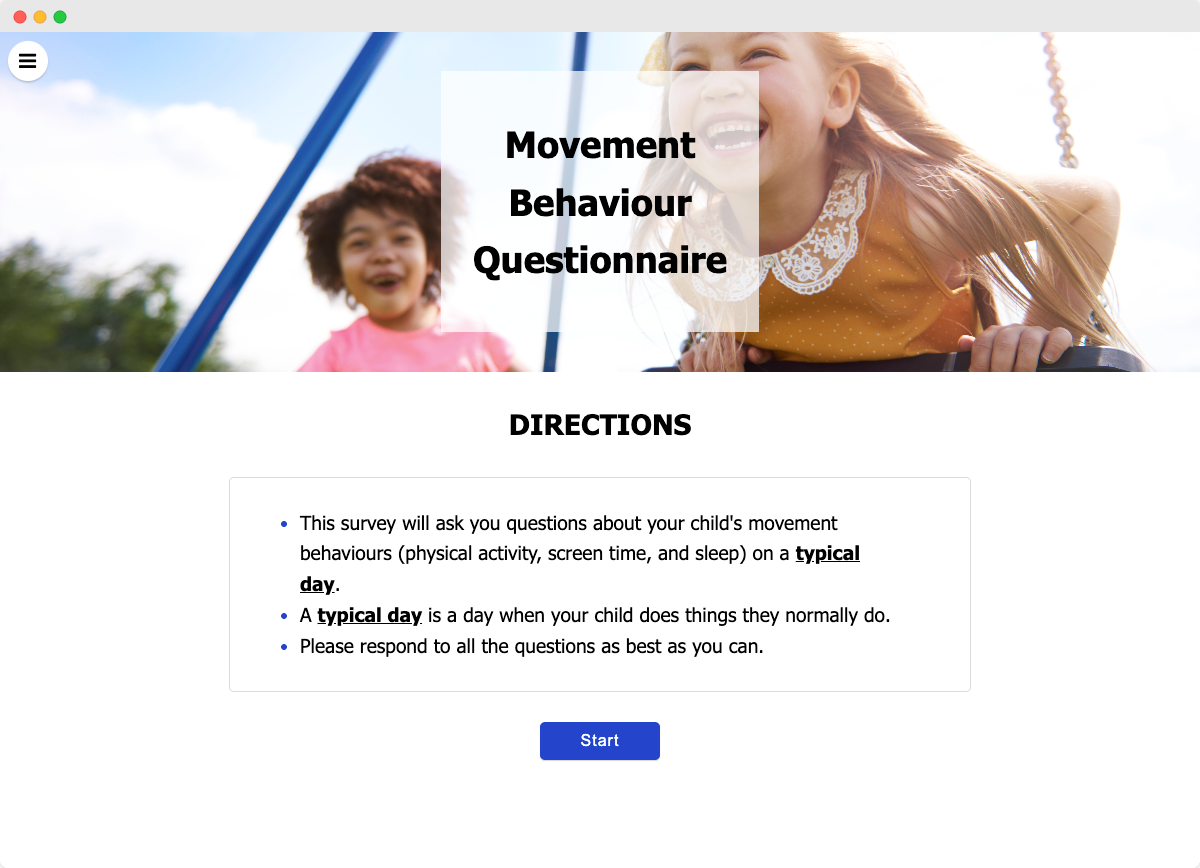 Movement
Behaviour
Questionnaire
DIRECTIONS
This survey will ask you questions about your child's movement
behaviours (physical activity, screen time, and sleep) on a typical
day.
A typical day is a day when your child does things they normally do.
Please respond to all the questions as best as you can.
Start